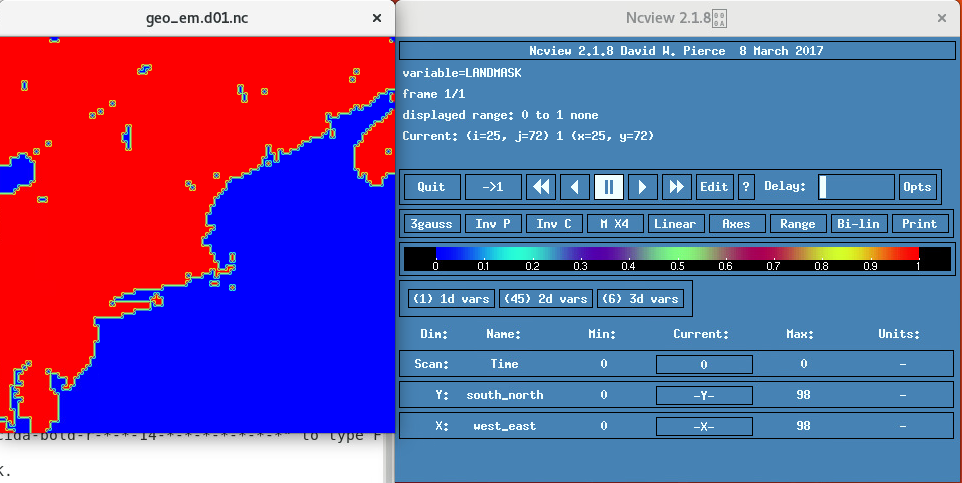 geo_em.d01.nc ×
Ncview 2.1.8 ×
Ncview 2.1.8 David W. Pierce  8 March 2017
variable=LANDMASK
frame 1/1
displayed range: 0 to 1 none
Current: (i=25, j=72) 1 (x=25, y=72)
Quit ->1 Edit ? Delay: Opts
3gauss Inv P Inv C M X4 Linear Axes Range Bi-lin Print
0 0.1 0.2 0.3 0.4 0.5 0.6 0.7 0.8 0.9 1
(1) 1d vars (45) 2d vars (6) 3d vars
Dim: Name: Min: Current: Max: Units:
Scan: Time 0 0 0 -
Y: south_north 0 -Y- 98 -
X: west_east 0 -X- 98 -
cida-bold-r-*-*-14-*-*-*-*-*-*-* to type F
k.